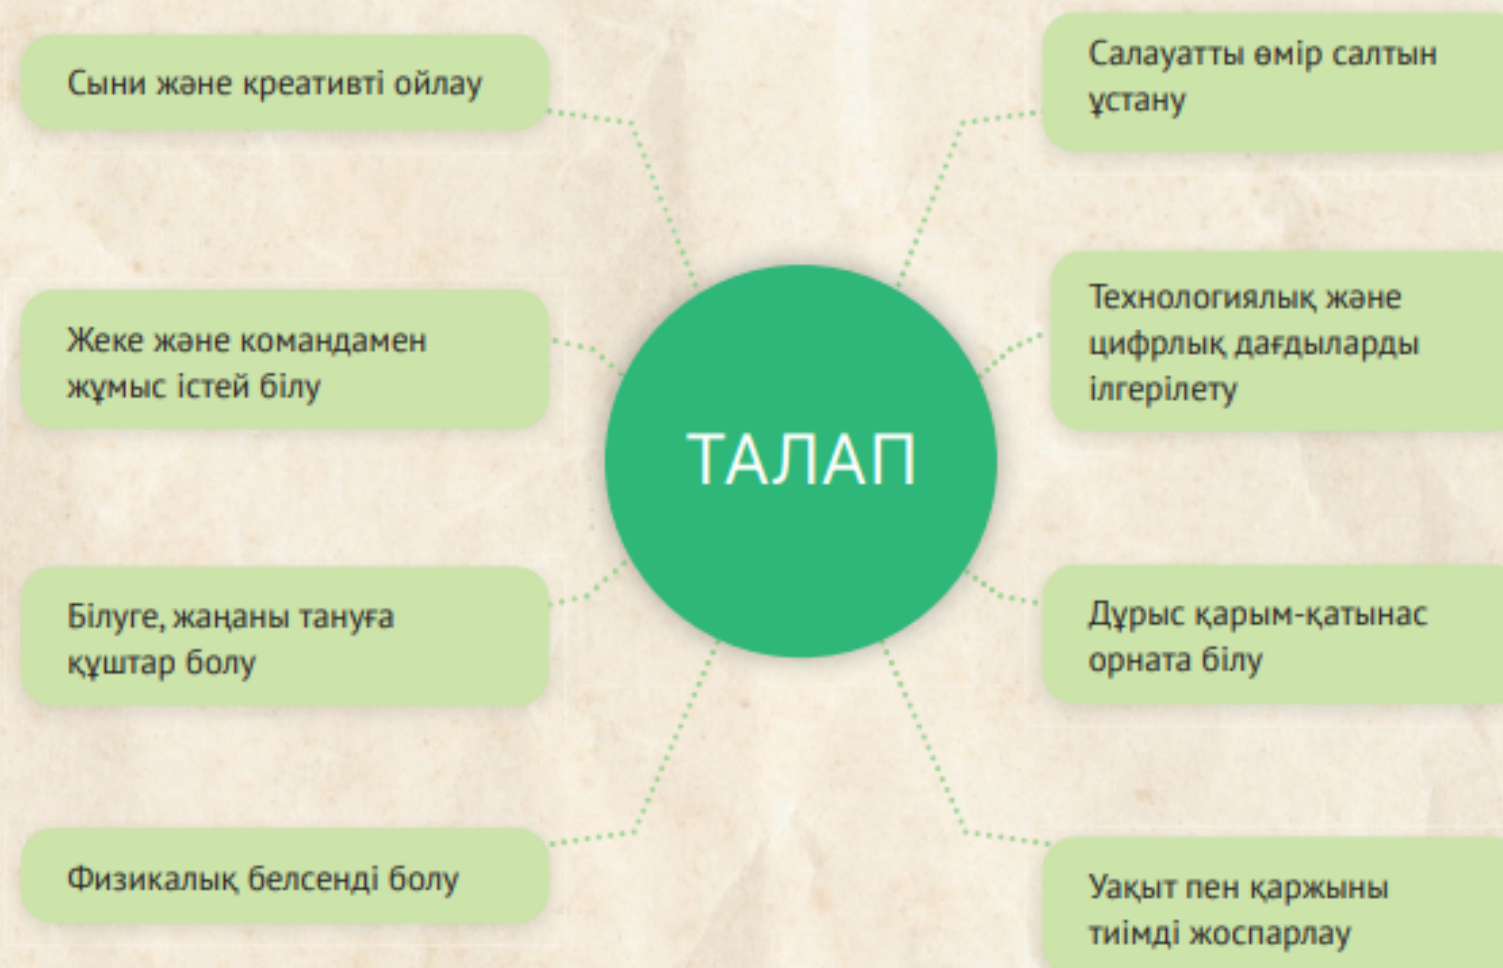 Сыни және креативті ойлау
Жеке және командамен
жұмыс істей білу
Білуге, жаңаны тануға
құштар болу
Физикалық белсенді болу
ТАЛАП
Салауатты өмір салтын
ұстану
Технологиялық және
цифрлық дағдыларды
ілгерілету
Дұрыс қарым-қатынас
орната білу
Уақыт пен қаржыны
тиімді жоспарлау